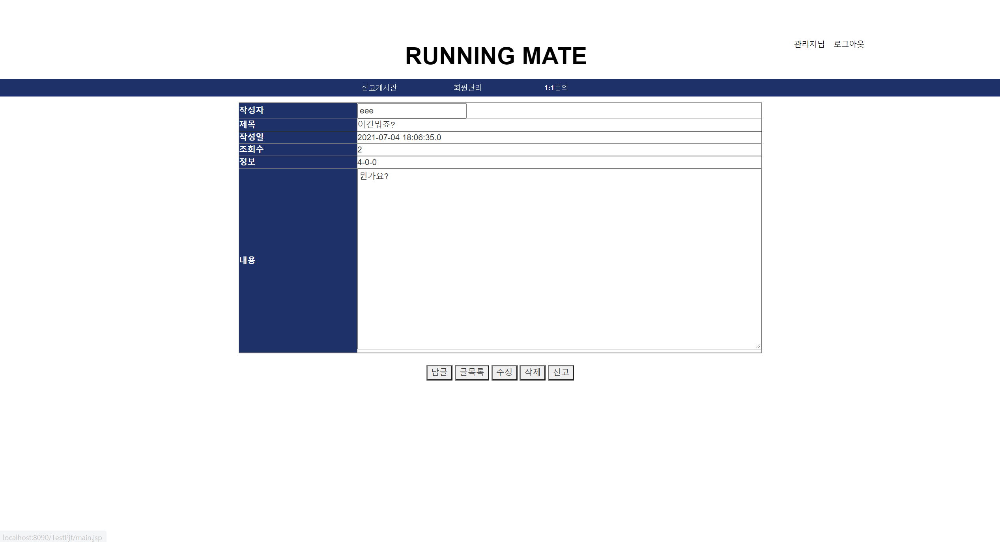 관리자님 로그아웃
RUNNING MATE
신고게시판 회원관리 1:1문의
작성자 eee
제목 이건뭐죠?
작성일 2021-07-04 18:06:35.0
조회수 2
정보 4-0-0
내용 뭔가요?
답글 글목록 수정 삭제 신고
localhost:8090/TestPjt/main.jsp